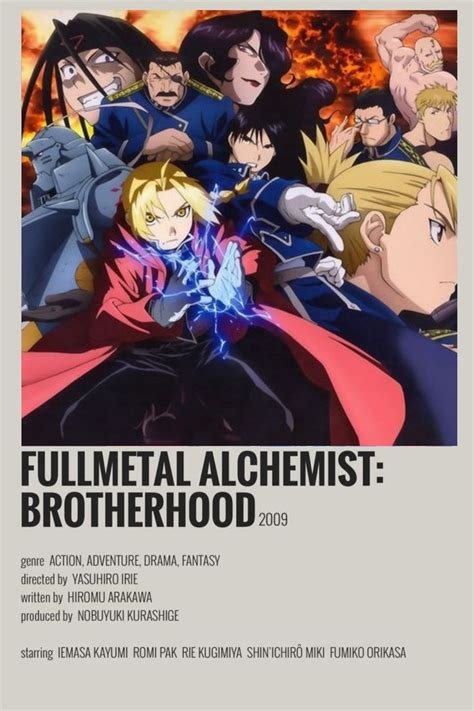 FULLMETAL ALCHEMIST:
BROTHERHOOD 2009
genre ACTION, ADVENTURE, DRAMA, FANTASY
directed by YASUHIRO IRIE
written by HIROMU ARAKAWA
produced by NOBUYUKI KURASHIGE
starring IEMASA KAYUMI ROMI PAK RIE KUGIMIYA SHIN'ICHIRÔ MIKI FUMIKO ORIKASA